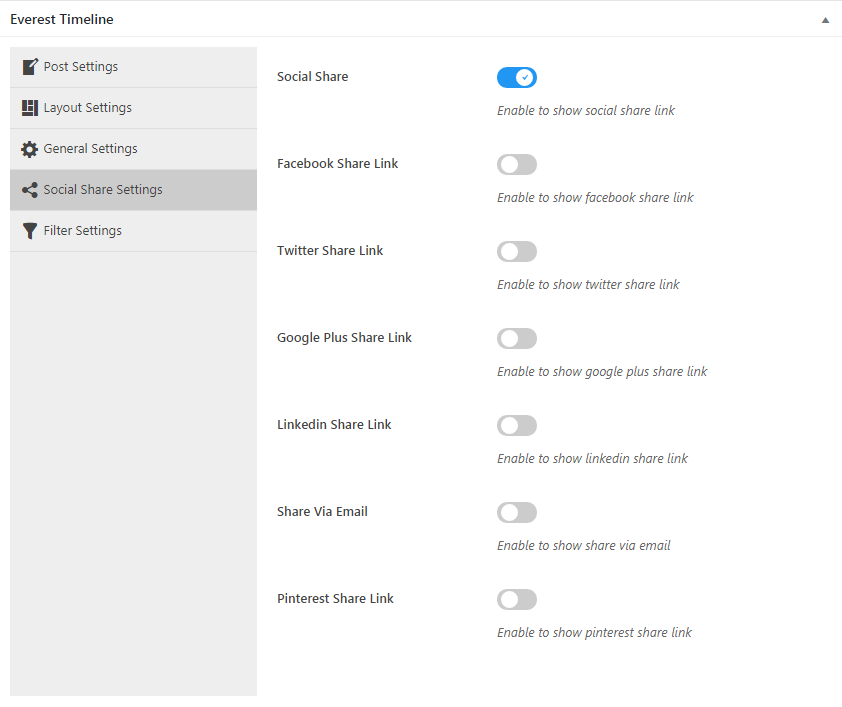 Everest Timeline
Post Settings
Layout Settings
General Settings
Social Share Settings
Filter Settings
Social Share
Enable to show social share link
Facebook Share Link
Enable to show facebook share link
Twitter Share Link
Enable to show twitter share link
Google Plus Share Link
Enable to show google plus share link
Linkedin Share Link
Enable to show linkedin share link
Share Via Email
Enable to show share via email
Pinterest Share Link
Enable to show pinterest share link